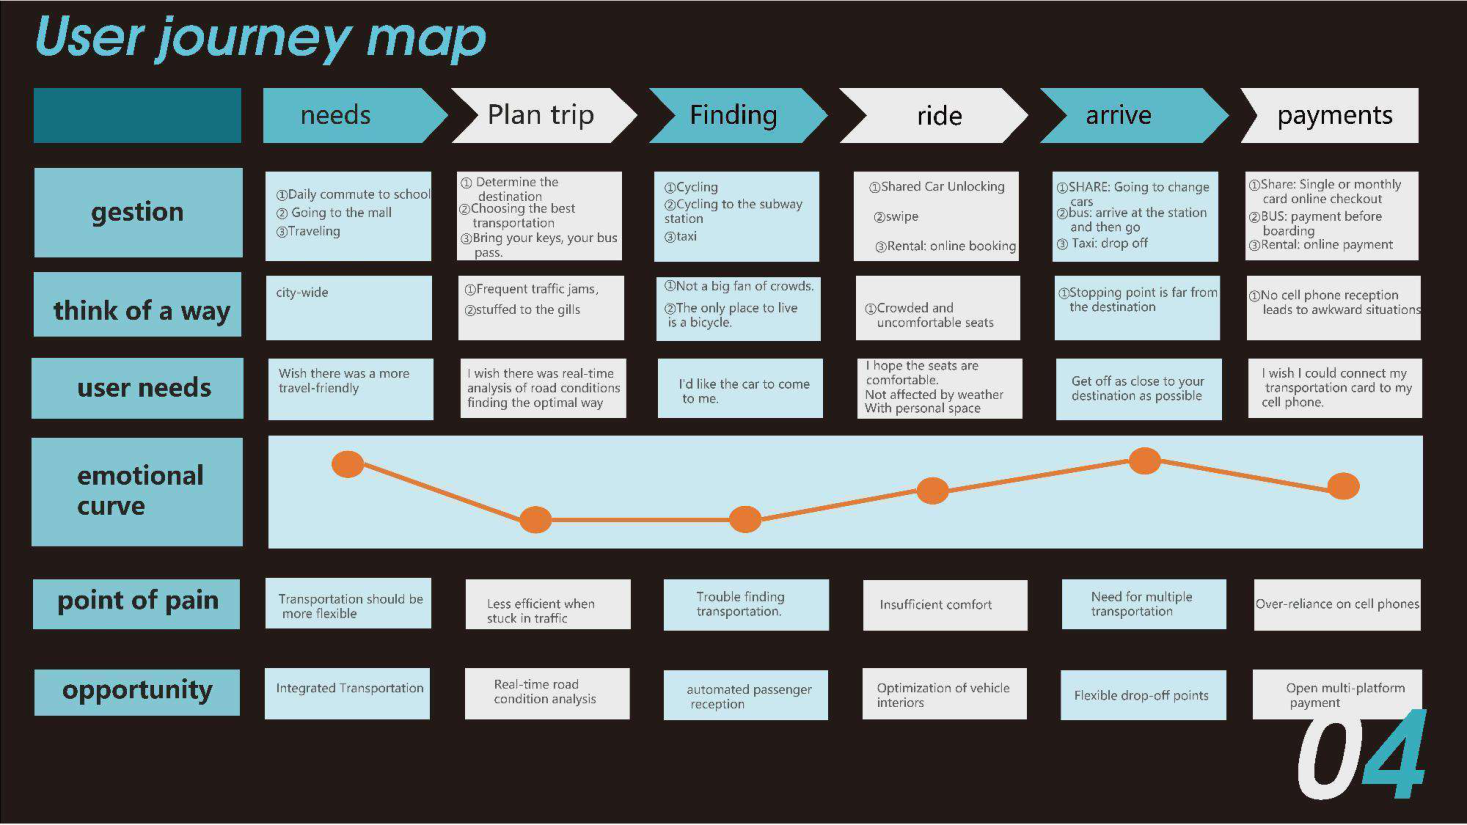 User journey map
needs
Plan trip
Finding
ride
arrive
payments
gestion
①Daily commute to school
② Going to the mall
③Traveling
① Determine the
destination
②Choosing the best
transportation
③Bring your keys, your bus
pass.
①Cycling
②Cycling to the subway
station
③taxi
①Shared Car Unlocking
②swipe
③Rental: online booking
①SHARE: Going to change
cars
②bus: arrive at the station
and then go
③ Taxi: drop off
①Share: Single or monthly
card online checkout
②BUS: payment before
boarding
③Rental: online payment
think of a way
city-wide
①Frequent traffic jams,
②stuffed to the gills
①Not a big fan of crowds.
②The only place to live
is a bicycle.
①Crowded and
uncomfortable seats
①Stopping point is far from
the destination
①No cell phone reception
leads to awkward situations
user needs
Wish there was a more
travel-friendly
I wish there was real-time
analysis of road conditions
finding the optimal way
I'd like the car to come
to me.
I hope the seats are
comfortable.
Not affected by weather
With personal space
Get off as close to your
destination as possible
I wish I could connect my
transportation card to my
cell phone.
emotional
curve
point of pain
Transportation should be
more flexible
Less efficient when
stuck in traffic
Trouble finding
transportation.
Insufficient comfort
Need for multiple
transportation
Over-reliance on cell phones
opportunity
Integrated Transportation
Real-time road
condition analysis
automated passenger
reception
Optimization of vehicle
interiors
Flexible drop-off points
Open multi-platform
payment
04